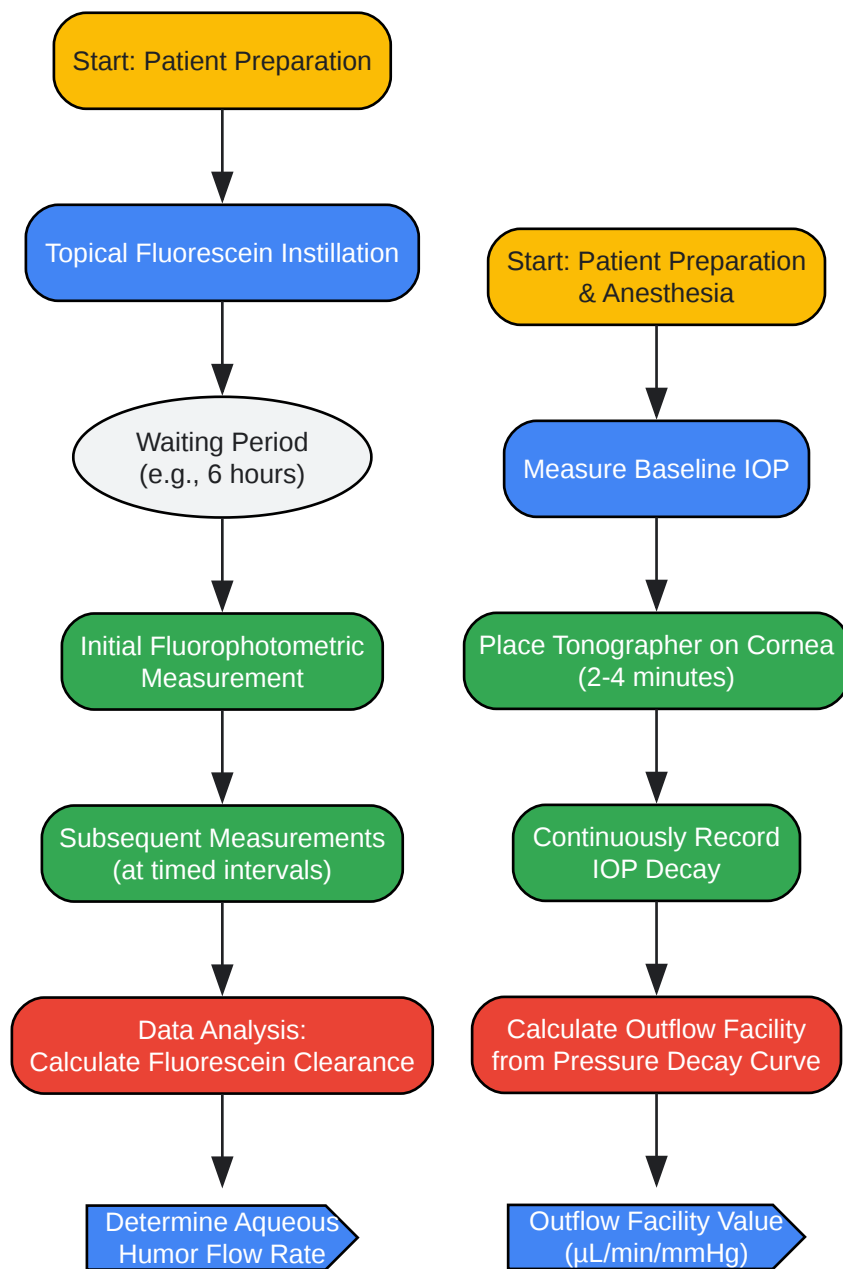 Start: Patient Preparation
Topical Fluorescein Instillation
Waiting Period
(e.g., 6 hours)
Initial Fluorophotometric
Measurement
Subsequent Measurements
(at timed intervals)
Data Analysis:
Calculate Fluorescein Clearance
Determine Aqueous
Humor Flow Rate
Start: Patient Preparation
& Anesthesia
Measure Baseline IOP
Place Tonographer on Cornea
(2-4 minutes)
Continuously Record
IOP Decay
Calculate Outflow Facility
from Pressure Decay Curve
Outflow Facility Value
(µL/min/mmHg)